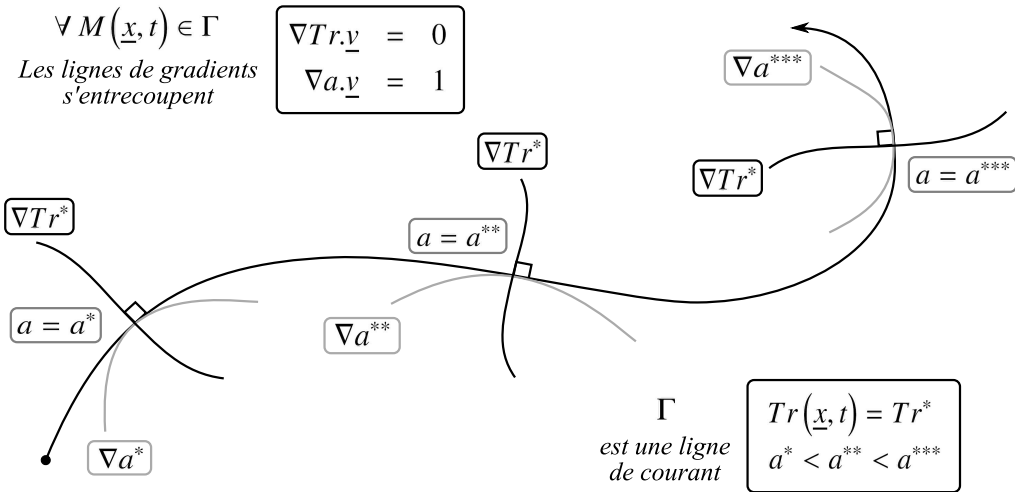 ∀ M(x̲, t) ∈ Γ
Les lignes de gradients
s'entrecoupent
∇Tr.v̲ = 0
∇a.v̲ = 1
∇a***
∇Tr*
∇Tr*
a = a***
∇Tr*
a = a**
a = a*
∇a**
∇a*
Γ
est une ligne
de courant
Tr(x̲, t) = Tr*
a* < a** < a***